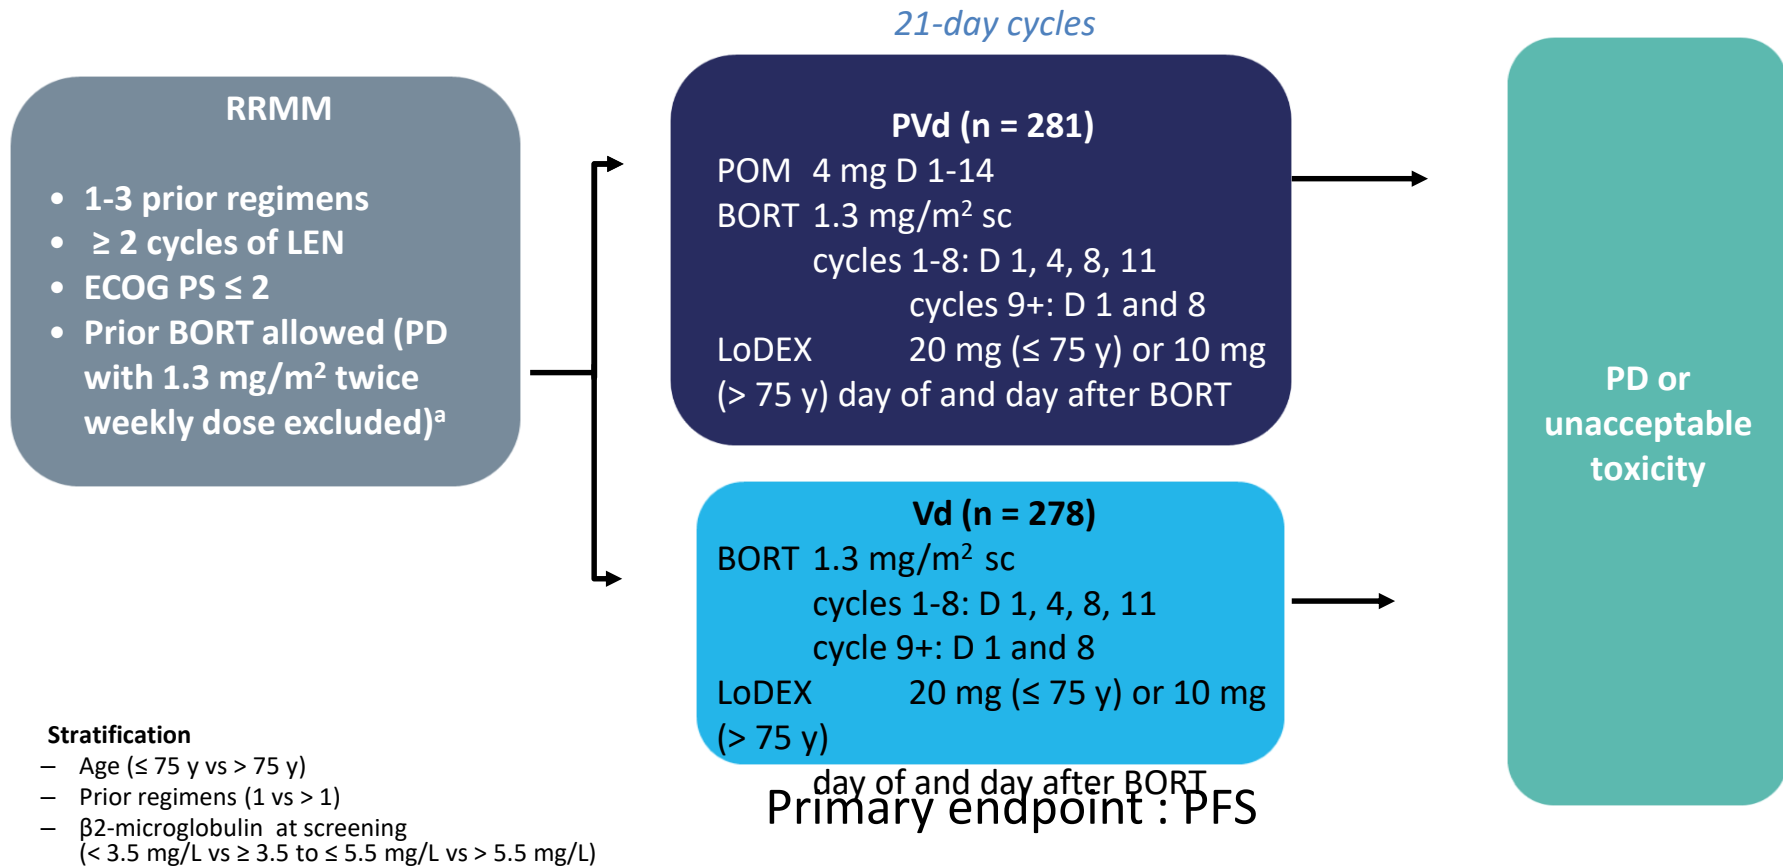 21-day cycles
RRMM
• 1-3 prior regimens
• ≥ 2 cycles of LEN
• ECOG PS ≤ 2
• Prior BORT allowed (PD
with 1.3 mg/m² twice
weekly dose excluded)ᵃ
PVd (n = 281)
POM 4 mg D 1-14
BORT 1.3 mg/m² sc
cycles 1-8: D 1, 4, 8, 11
cycles 9+: D 1 and 8
LoDEX 20 mg (≤ 75 y) or 10 mg
(> 75 y) day of and day after BORT
Vd (n = 278)
BORT 1.3 mg/m² sc
cycles 1-8: D 1, 4, 8, 11
cycle 9+: D 1 and 8
LoDEX 20 mg (≤ 75 y) or 10 mg
(> 75 y)
day of and day after BORT
PD or
unacceptable
toxicity
Primary endpoint : PFS
Stratification
– Age (≤ 75 y vs > 75 y)
– Prior regimens (1 vs > 1)
– β2-microglobulin at screening
(< 3.5 mg/L vs ≥ 3.5 to ≤ 5.5 mg/L vs > 5.5 mg/L)